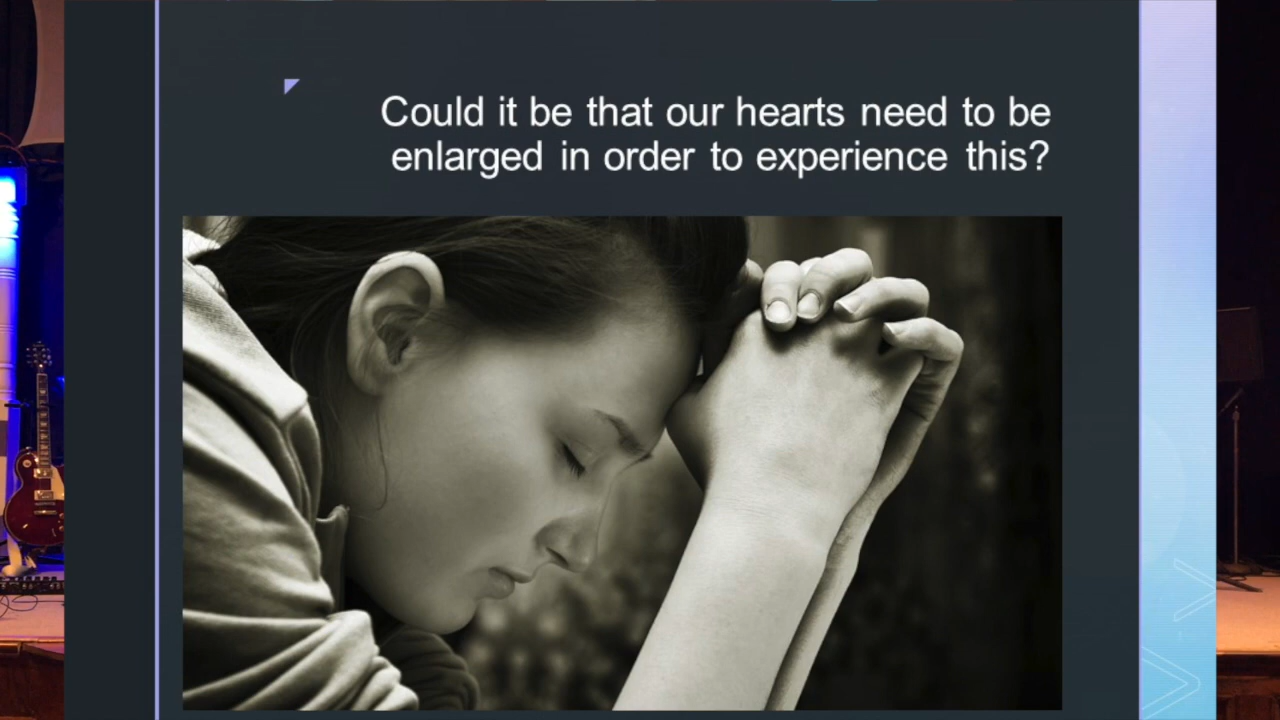 Could it be that our hearts need to be
enlarged in order to experience this?